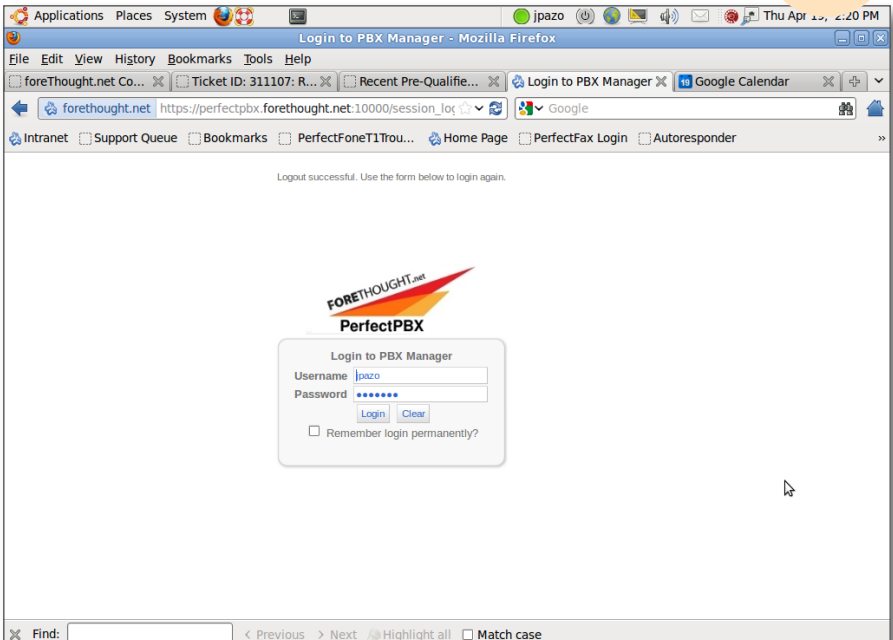 Applications Places System jpazo Thu Apr 19, 2:20 PM
Login to PBX Manager - Mozilla Firefox
File Edit View History Bookmarks Tools Help
foreThought.net Co... Ticket ID: 311107: R... Recent Pre-Qualifie... Login to PBX Manager 19 Google Calendar
forethought.net https://perfectpbx.forethought.net:10000/session_log Google
Intranet Support Queue Bookmarks PerfectFoneT1Trou... Home Page PerfectFax Login Autoresponder »
Logout successful. Use the form below to login again.
FORETHOUGHT.net
PerfectPBX
Login to PBX Manager
Username jpazo
Password •••••••
Login Clear
Remember login permanently?
Find: Previous Next Highlight all Match case